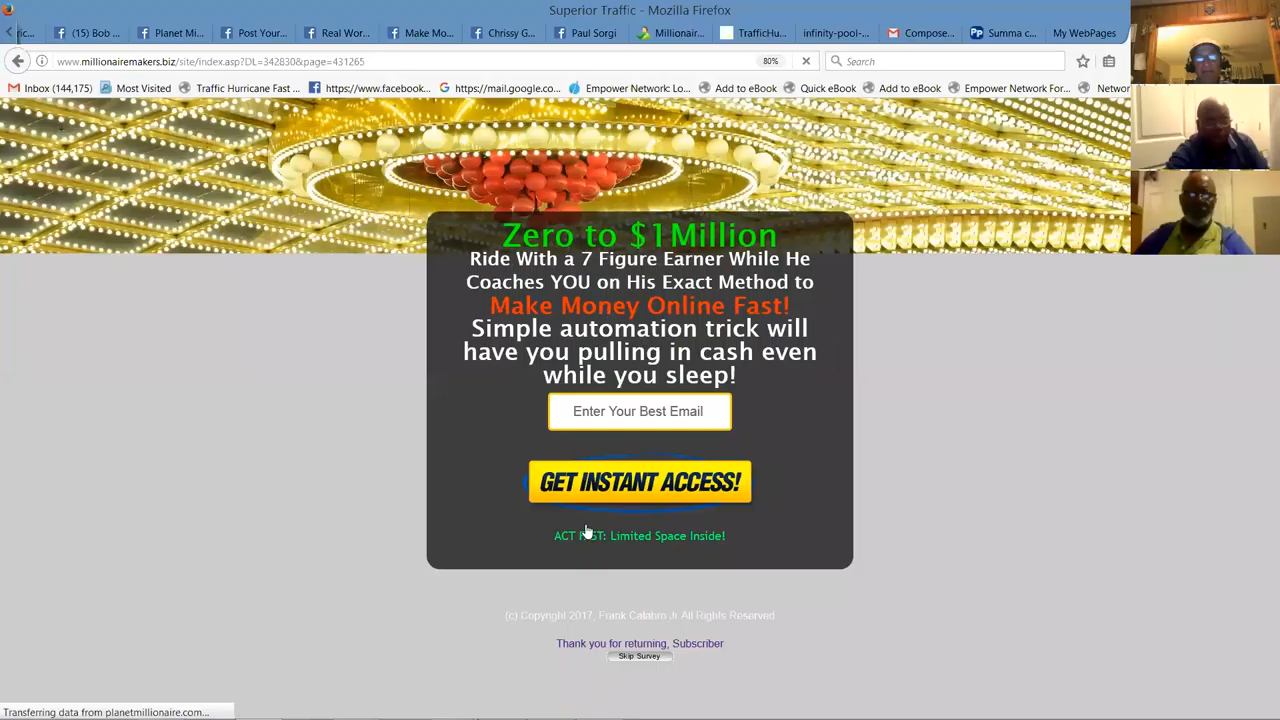 Superior Traffic - Mozilla Firefox
ric...
(15) Bob ...
Planet Mi...
Post Your...
Real Wor...
Make Mo...
Chrissy G...
Paul Sorgi
Millionair...
TrafficHu...
infinity-pool-...
Compose...
Summa c...
My WebPages
www.millionairemakers.biz/site/index.asp?DL=342830&page=431265
80%
Search
Inbox (144,175)
Most Visited
Traffic Hurricane Fast ...
https://www.facebook...
https://mail.google.co...
Empower Network: Lo...
Add to eBook
Quick eBook
Add to eBook
Empower Network For...
Network
Zero to $1Million
Ride With a 7 Figure Earner While He
Coaches YOU on His Exact Method to
Make Money Online Fast!
Simple automation trick will
have you pulling in cash even
while you sleep!
Enter Your Best Email
GET INSTANT ACCESS!
ACT FAST: Limited Space Inside!
(c) Copyright 2017, Frank Calabro Jr. All Rights Reserved
Thank you for returning, Subscriber
Skip Survey
Transferring data from planetmillionaire.com...